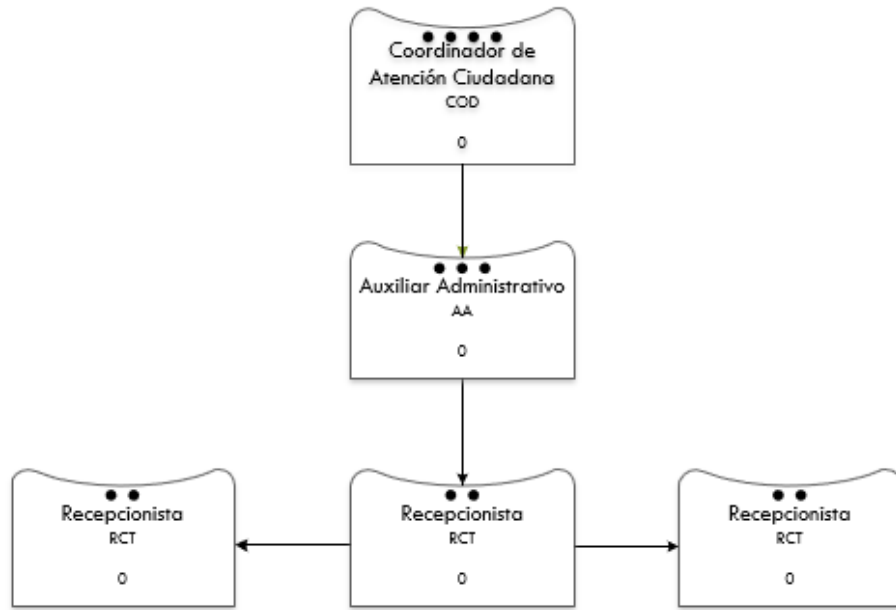 Coordinador de
Atención Ciudadana
COD
0
Auxiliar Administrativo
AA
0
Recepcionista
RCT
0
Recepcionista
RCT
0
Recepcionista
RCT
0